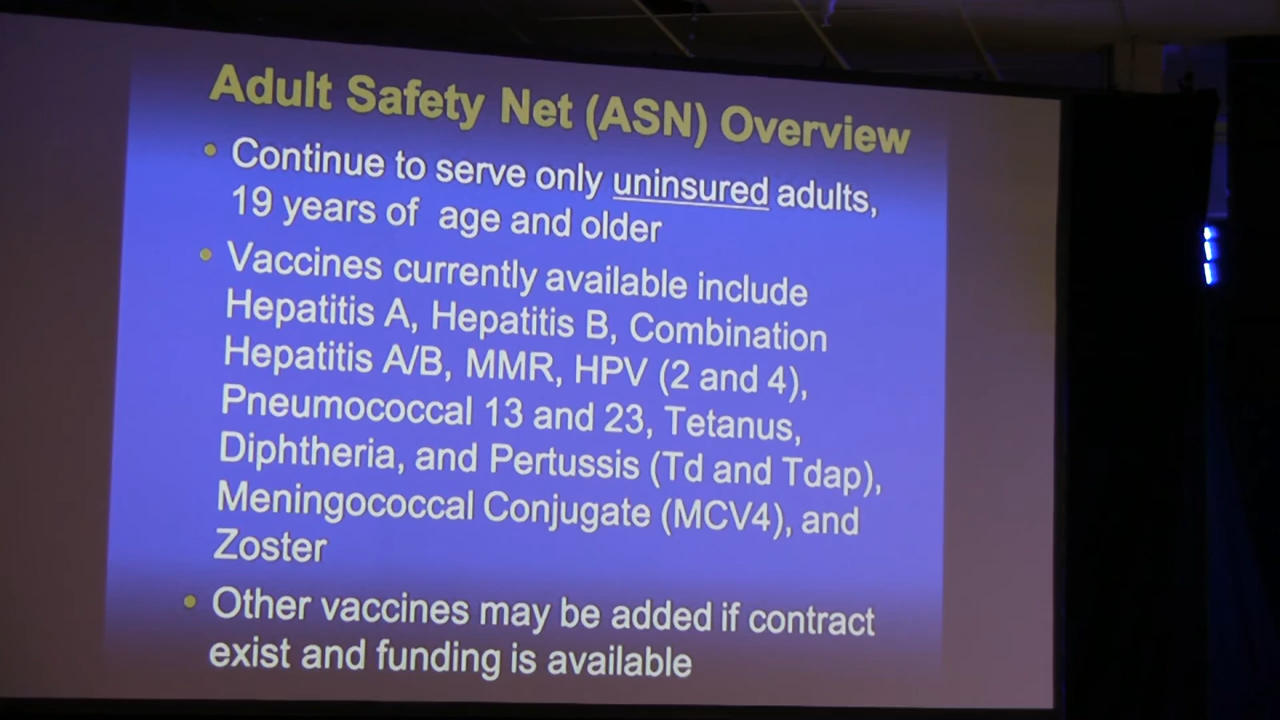 Adult Safety Net (ASN) Overview
• Continue to serve only uninsured adults,
19 years of age and older
• Vaccines currently available include
Hepatitis A, Hepatitis B, Combination
Hepatitis A/B, MMR, HPV (2 and 4),
Pneumococcal 13 and 23, Tetanus,
Diphtheria, and Pertussis (Td and Tdap),
Meningococcal Conjugate (MCV4), and
Zoster
• Other vaccines may be added if contract
exist and funding is available